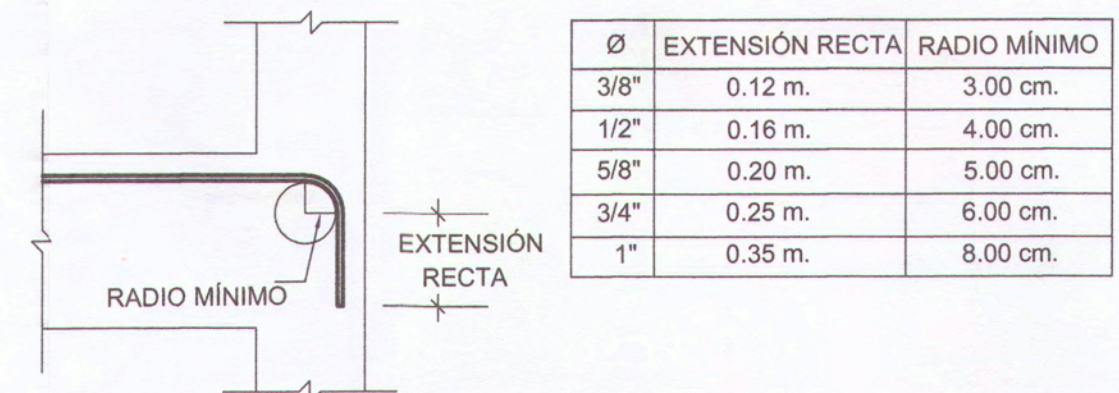 RADIO MÍNIMO
EXTENSIÓN
RECTA
Ø EXTENSIÓN RECTA RADIO MÍNIMO
3/8" 0.12 m. 3.00 cm.
1/2" 0.16 m. 4.00 cm.
5/8" 0.20 m. 5.00 cm.
3/4" 0.25 m. 6.00 cm.
1" 0.35 m. 8.00 cm.